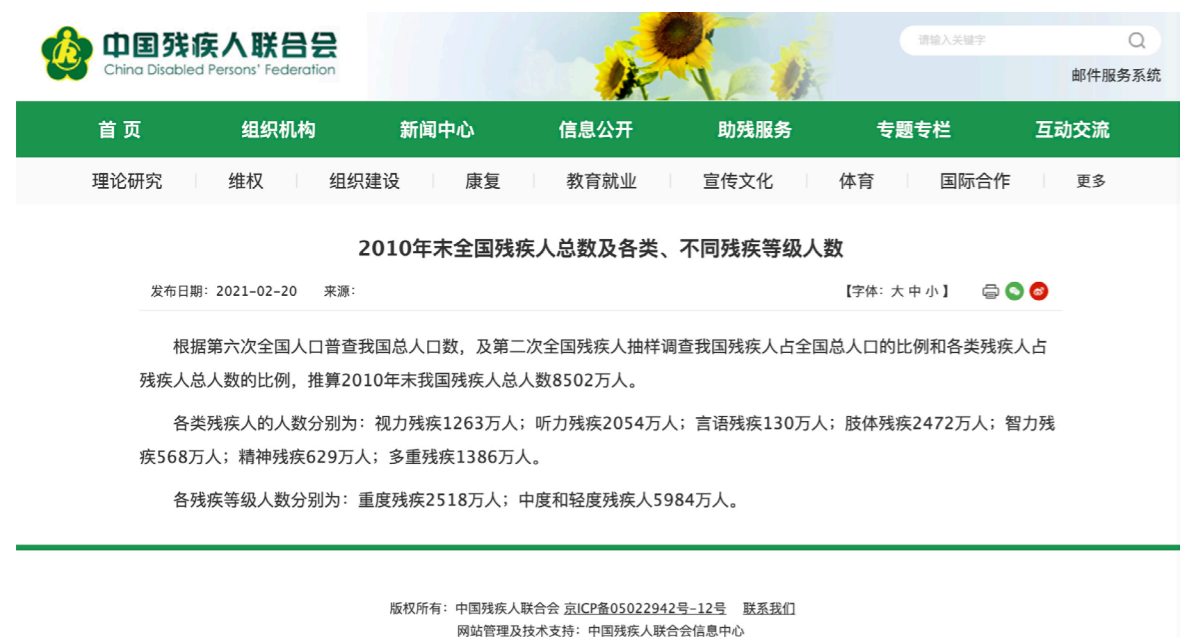 中国残疾人联合会
China Disabled Persons' Federation
请输入关键字
邮件服务系统
首 页 组织机构 新闻中心 信息公开 助残服务 专题专栏 互动交流
理论研究 维权 组织建设 康复 教育就业 宣传文化 体育 国际合作 更多
2010年末全国残疾人总数及各类、不同残疾等级人数
发布日期：2021-02-20 来源： 【字体：大 中 小 】
根据第六次全国人口普查我国总人口数，及第二次全国残疾人抽样调查我国残疾人占全国总人口的比例和各类残疾人占
残疾人总人数的比例，推算2010年末我国残疾人总人数8502万人。
各类残疾人的人数分别为：视力残疾1263万人；听力残疾2054万人；言语残疾130万人；肢体残疾2472万人；智力残
疾568万人；精神残疾629万人；多重残疾1386万人。
各残疾等级人数分别为：重度残疾2518万人；中度和轻度残疾人5984万人。
版权所有：中国残疾人联合会 京ICP备05022942号-12号 联系我们
网站管理及技术支持：中国残疾人联合会信息中心